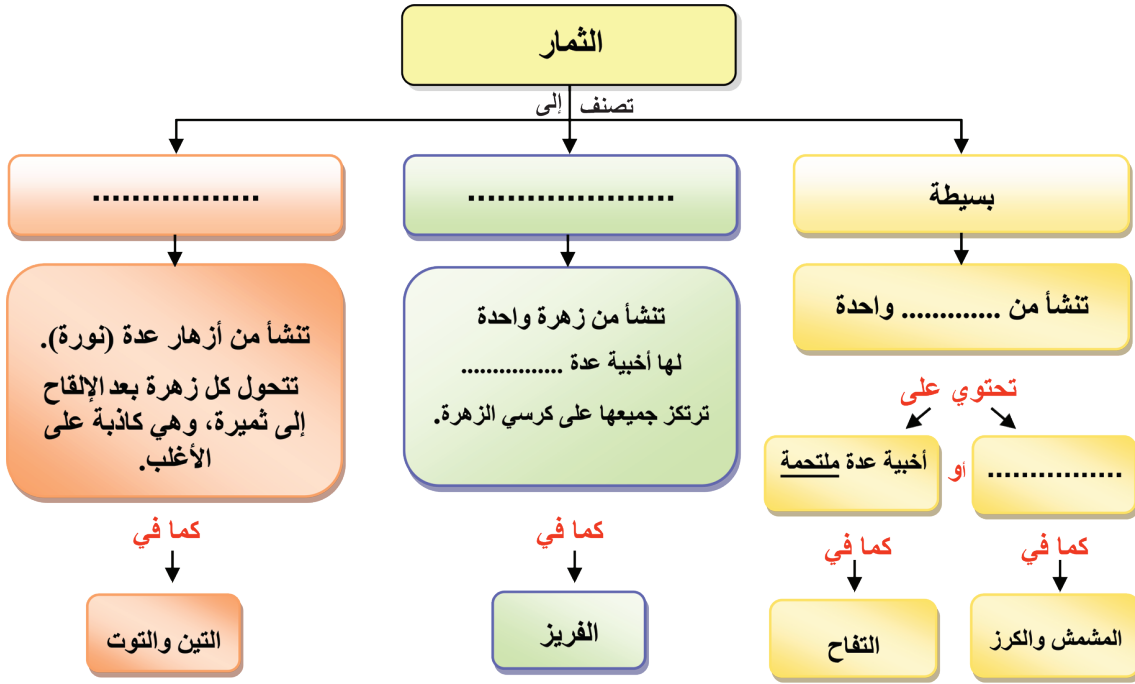 الثمار
تصنف إلى
بسيطة
.....................
.................
تنشأ من ............. واحدة
تنشأ من زهرة واحدة
لها أخبية عدة ................
ترتكز جميعها على كرسي الزهرة.
تنشأ من أزهار عدة (نورة).
تتحول كل زهرة بعد الإلقاح
إلى ثميرة، وهي كاذبة على
الأغلب.
تحتوي على
................ أو أخبية عدة ملتحمة
كما في
كما في
كما في
كما في
المشمش والكرز
التفاح
الفريز
التين والتوت